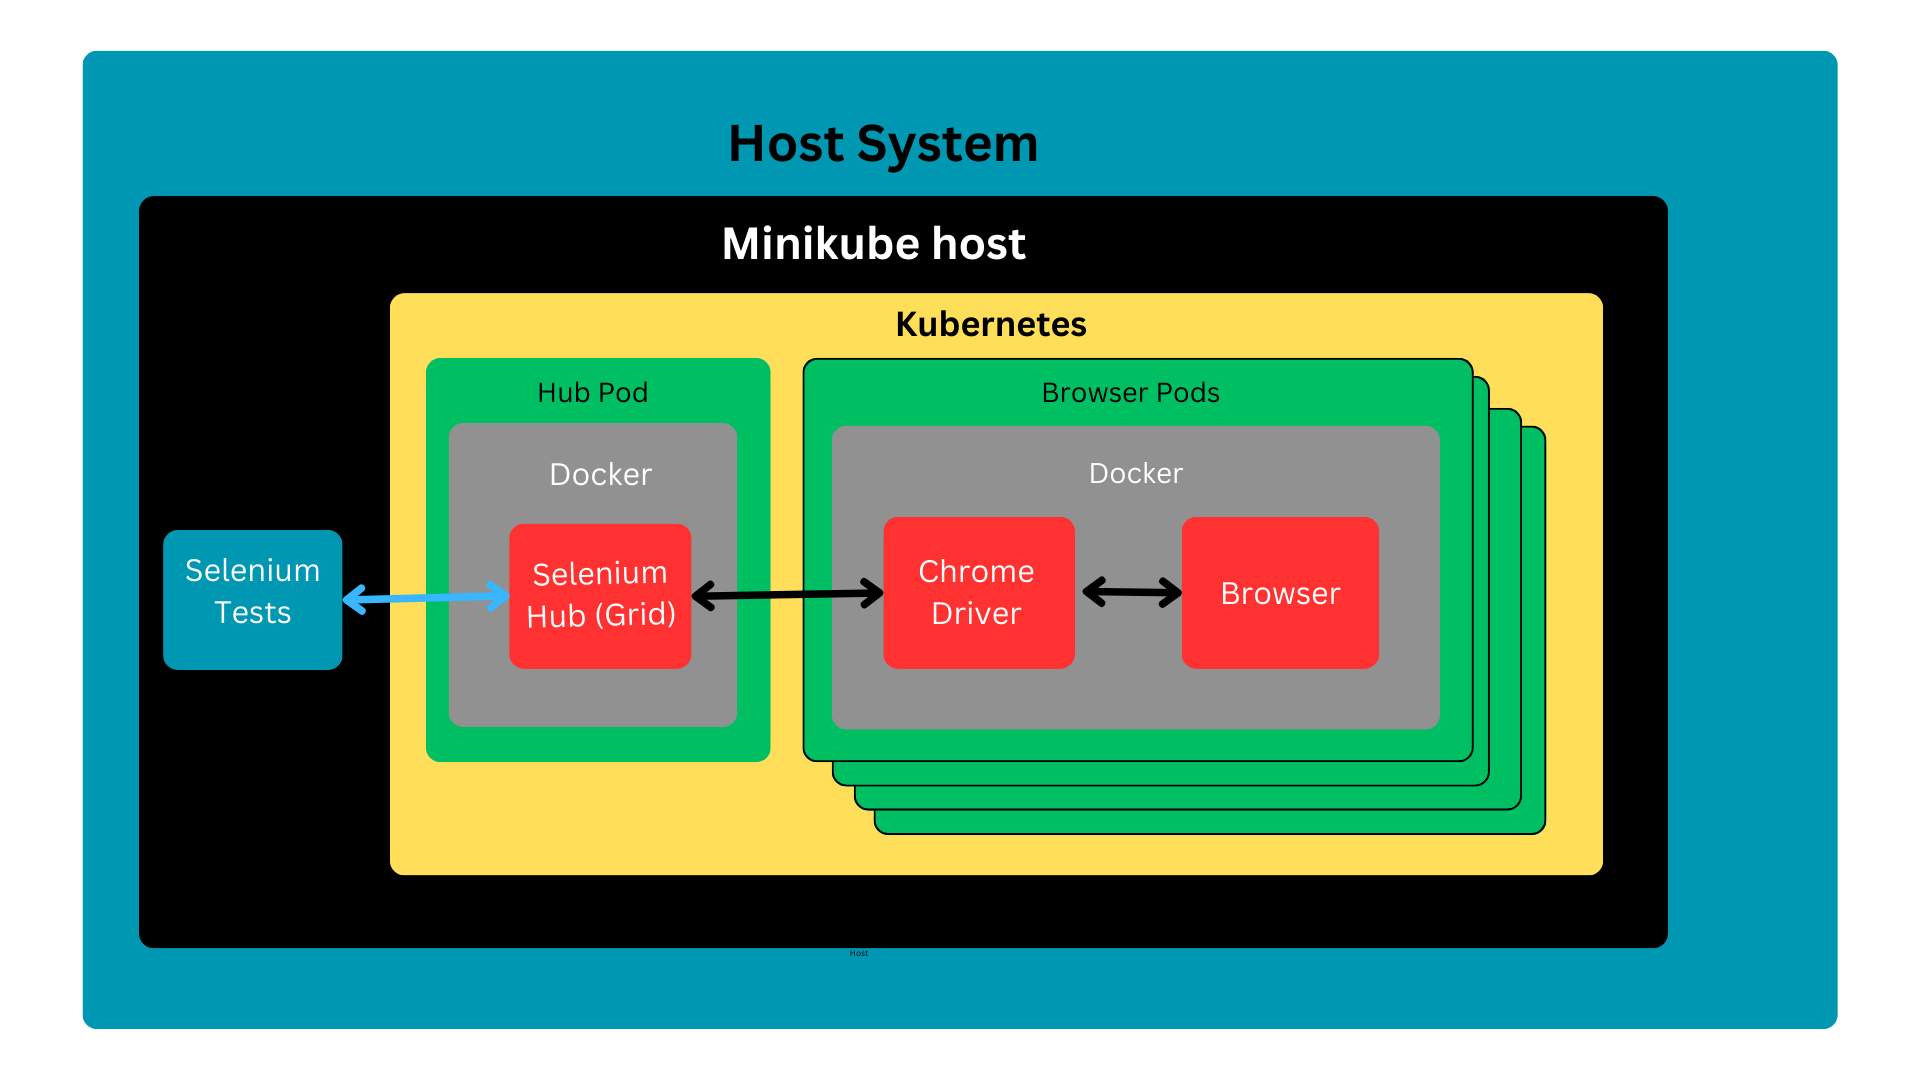 Host System
Minikube host
Kubernetes
Hub Pod
Browser Pods
Docker
Docker
Selenium
Tests
Selenium
Hub (Grid)
Chrome
Driver
Browser
Host